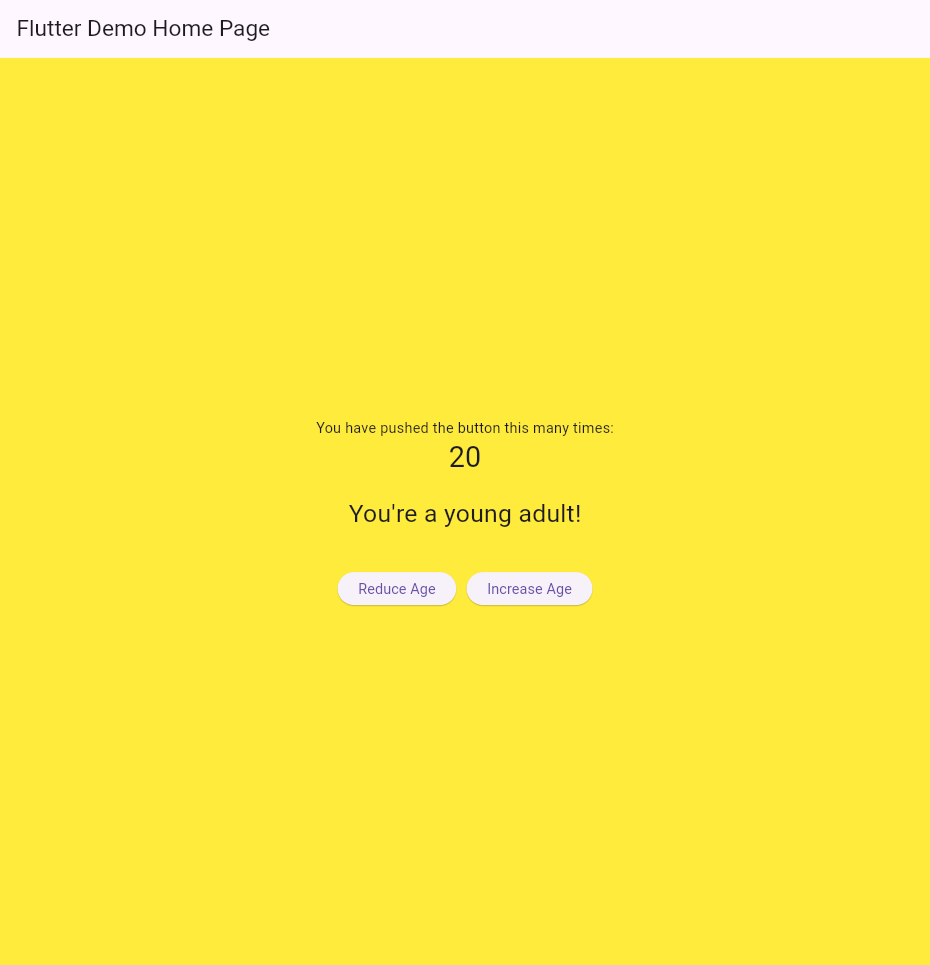 Flutter Demo Home Page
You have pushed the button this many times:
20
You're a young adult!
Reduce Age Increase Age